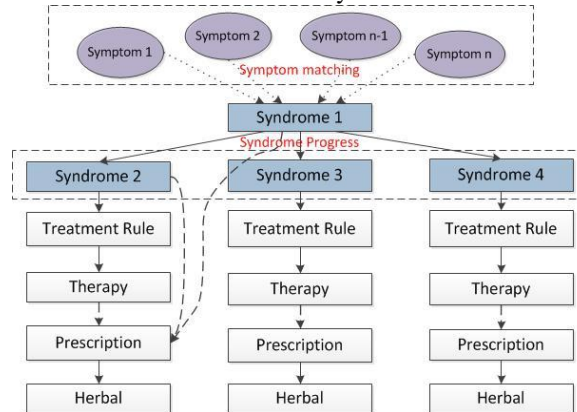 Symptom 1
Symptom 2
Symptom n-1
Symptom n
Symptom matching
Syndrome 1
Syndrome Progress
Syndrome 2
Syndrome 3
Syndrome 4
Treatment Rule
Treatment Rule
Treatment Rule
Therapy
Therapy
Therapy
Prescription
Prescription
Prescription
Herbal
Herbal
Herbal